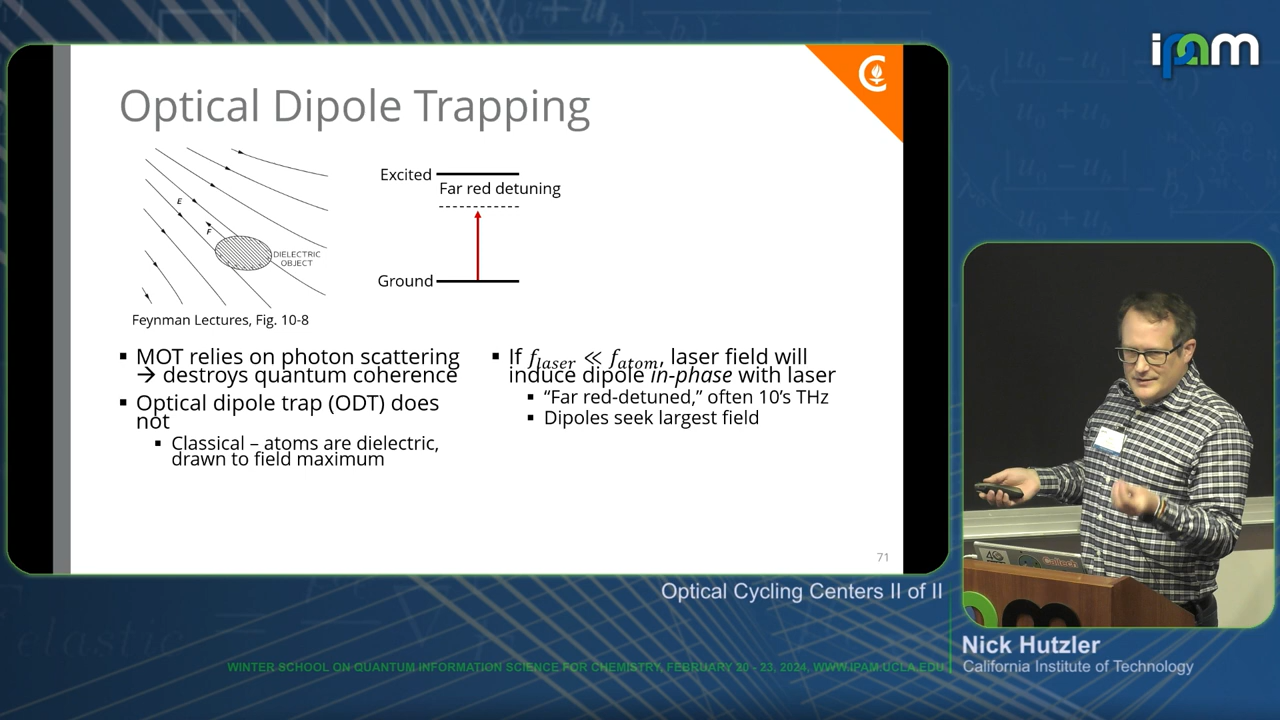 ipam
Optical Dipole Trapping
E
F
DIELECTRIC
OBJECT
Feynman Lectures, Fig. 10-8
Excited
Far red detuning
Ground
▪ MOT relies on photon scattering
→ destroys quantum coherence
▪ Optical dipole trap (ODT) does
not
▪ Classical – atoms are dielectric,
drawn to field maximum
▪ If f_laser ≪ f_atom, laser field will
induce dipole in-phase with laser
▪ “Far red-detuned,” often 10’s THz
▪ Dipoles seek largest field
71
Optical Cycling Centers II of II
Nick Hutzler
California Institute of Technology
WINTER SCHOOL ON QUANTUM INFORMATION SCIENCE FOR CHEMISTRY, FEBRUARY 20 - 23, 2024, WWW.IPAM.UCLA.EDU
elastic
Caltech